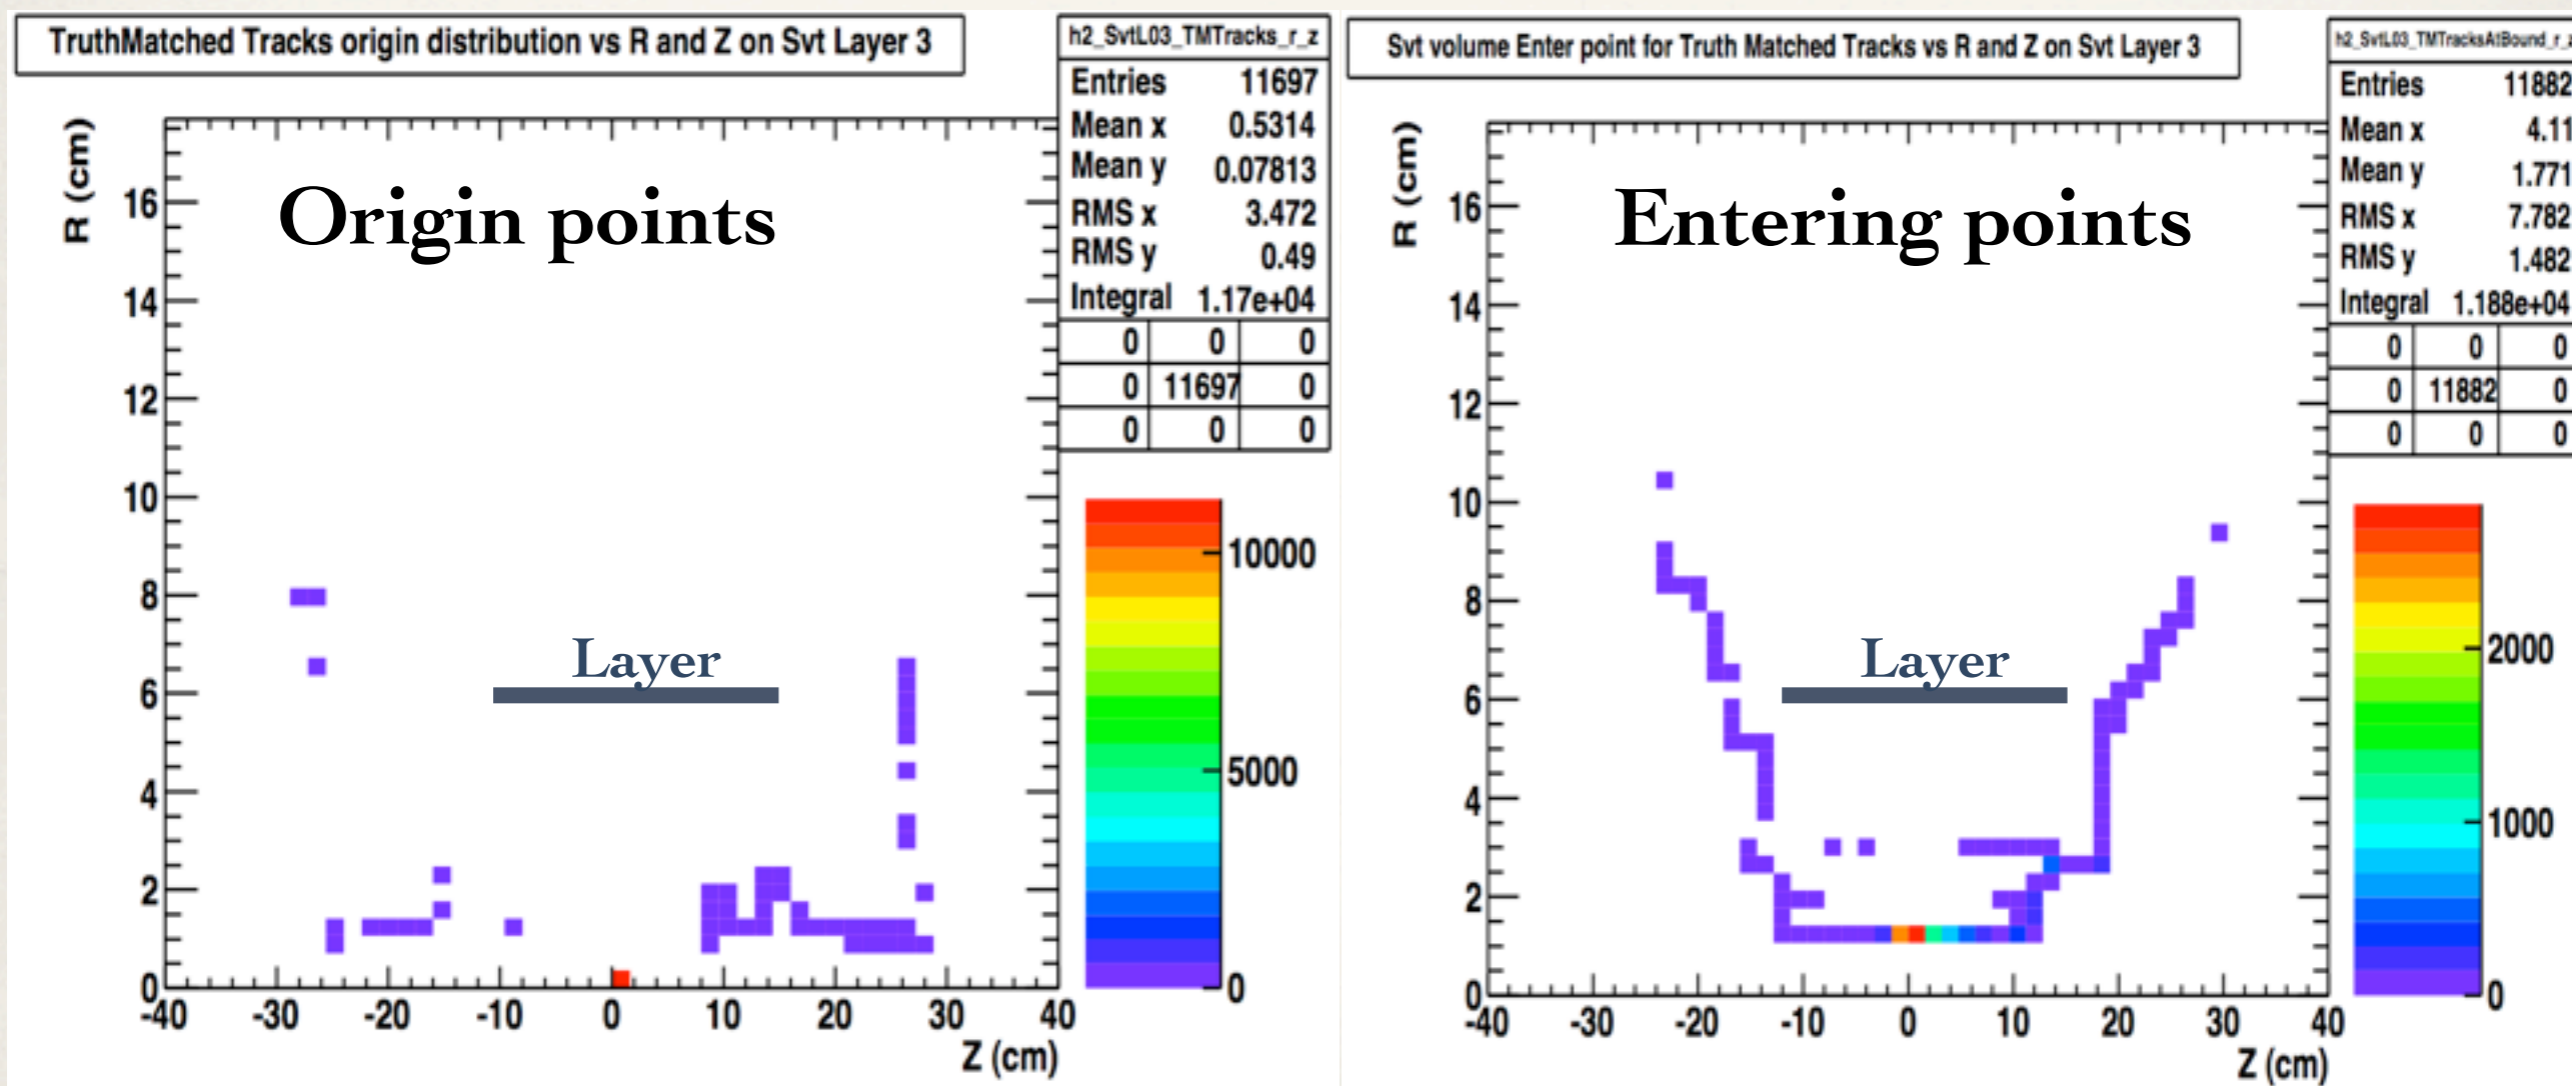 TruthMatched Tracks origin distribution vs R and Z on Svt Layer 3
h2_SvtL03_TMTracks_r_z
Entries 11697
Mean x 0.5314
Mean y 0.07813
RMS x 3.472
RMS y 0.49
Integral 1.17e+04
0 0 0
0 11697 0
0 0 0
R (cm)
Origin points
Layer
16
14
12
10
8
6
4
2
0
-40 -30 -20 -10 0 10 20 30 40
Z (cm)
10000
5000
0
Svt volume Enter point for Truth Matched Tracks vs R and Z on Svt Layer 3
h2_SvtL03_TMTracksAtBound_r_z
Entries 11882
Mean x 4.11
Mean y 1.771
RMS x 7.782
RMS y 1.482
Integral 1.188e+04
0 0 0
0 11882 0
0 0 0
R (cm)
Entering points
Layer
16
14
12
10
8
6
4
2
0
-40 -30 -20 -10 0 10 20 30 40
Z (cm)
2000
1000
0